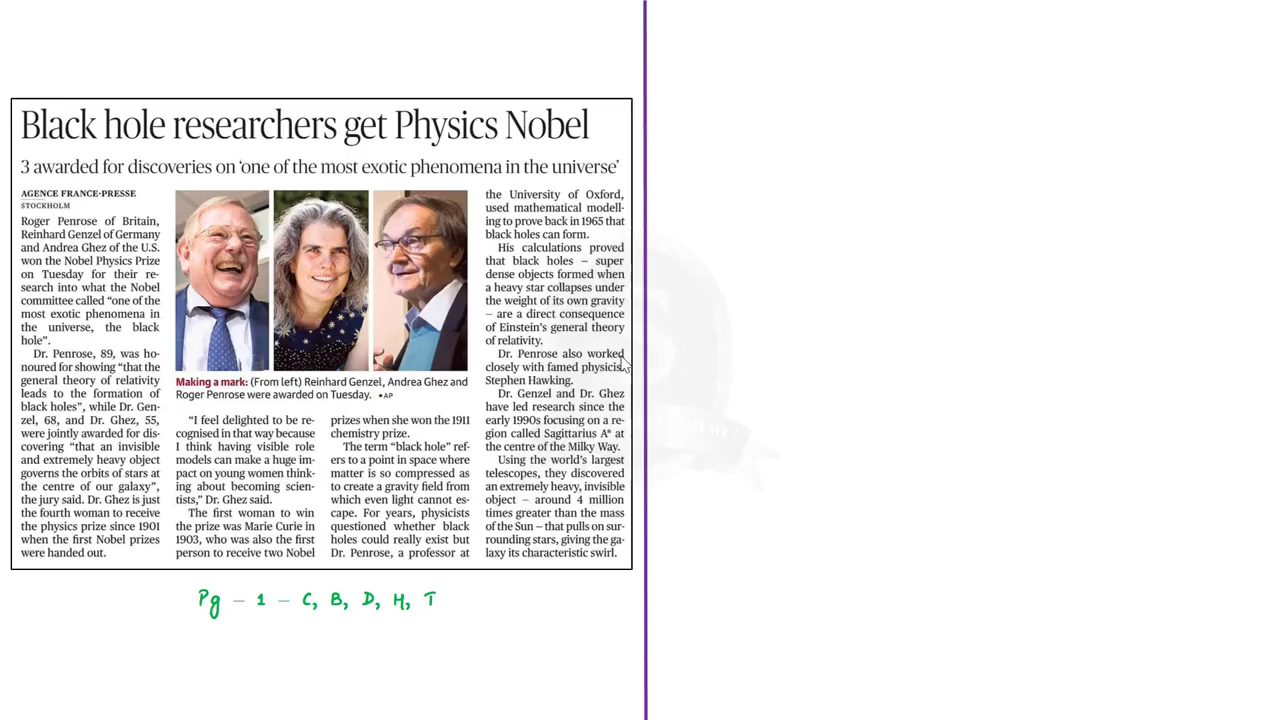 Black hole researchers get Physics Nobel
3 awarded for discoveries on ‘one of the most exotic phenomena in the universe’
AGENCE FRANCE-PRESSE
STOCKHOLM
Roger Penrose of Britain,
Reinhard Genzel of Germany
and Andrea Ghez of the U.S.
won the Nobel Physics Prize
on Tuesday for their re-
search into what the Nobel
committee called “one of the
most exotic phenomena in
the universe, the black
hole”.
Dr. Penrose, 89, was ho-
noured for showing “that the
general theory of relativity
leads to the formation of
black holes”, while Dr. Gen-
zel, 68, and Dr. Ghez, 55,
were jointly awarded for dis-
covering “that an invisible
and extremely heavy object
governs the orbits of stars at
the centre of our galaxy”,
the jury said. Dr. Ghez is just
the fourth woman to receive
the physics prize since 1901
when the first Nobel prizes
were handed out.
Making a mark: (From left) Reinhard Genzel, Andrea Ghez and
Roger Penrose were awarded on Tuesday. ▪AP
“I feel delighted to be re-
cognised in that way because
I think having visible role
models can make a huge im-
pact on young women think-
ing about becoming scien-
tists,” Dr. Ghez said.
The first woman to win
the prize was Marie Curie in
1903, who was also the first
person to receive two Nobel
prizes when she won the 1911
chemistry prize.
The term “black hole” ref-
ers to a point in space where
matter is so compressed as
to create a gravity field from
which even light cannot es-
cape. For years, physicists
questioned whether black
holes could really exist but
Dr. Penrose, a professor at
the University of Oxford,
used mathematical modell-
ing to prove back in 1965 that
black holes can form.
His calculations proved
that black holes – super
dense objects formed when
a heavy star collapses under
the weight of its own gravity
– are a direct consequence
of Einstein’s general theory
of relativity.
Dr. Penrose also worked
closely with famed physicist
Stephen Hawking.
Dr. Genzel and Dr. Ghez
have led research since the
early 1990s focusing on a re-
gion called Sagittarius A* at
the centre of the Milky Way.
Using the world’s largest
telescopes, they discovered
an extremely heavy, invisible
object – around 4 million
times greater than the mass
of the Sun – that pulls on sur-
rounding stars, giving the ga-
laxy its characteristic swirl.
Pg – 1 – C, B, D, H, T